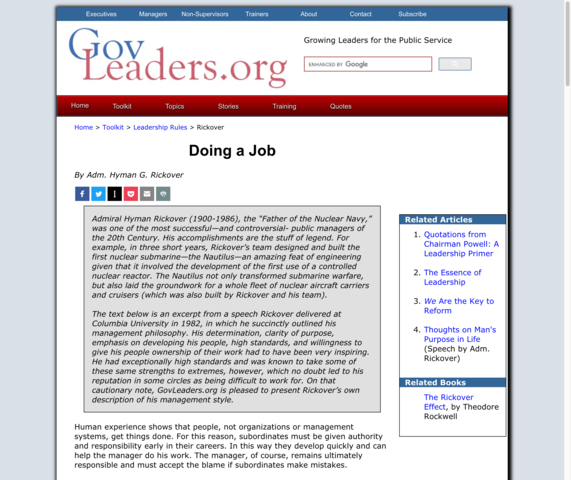 Executives Managers Non-Supervisors Trainers About Contact Subscribe
GovLeaders.org
Growing Leaders for the Public Service
ENHANCED BY Google
Home Toolkit Topics Stories Training Quotes
Home > Toolkit > Leadership Rules > Rickover
Doing a Job
By Adm. Hyman G. Rickover
Admiral Hyman Rickover (1900-1986), the “Father of the Nuclear Navy,”
was one of the most successful—and controversial- public managers of
the 20th Century. His accomplishments are the stuff of legend. For
example, in three short years, Rickover’s team designed and built the
first nuclear submarine—the Nautilus—an amazing feat of engineering
given that it involved the development of the first use of a controlled
nuclear reactor. The Nautilus not only transformed submarine warfare,
but also laid the groundwork for a whole fleet of nuclear aircraft carriers
and cruisers (which was also built by Rickover and his team).
The text below is an excerpt from a speech Rickover delivered at
Columbia University in 1982, in which he succinctly outlined his
management philosophy. His determination, clarity of purpose,
emphasis on developing his people, high standards, and willingness to
give his people ownership of their work had to have been very inspiring.
He had exceptionally high standards and was known to take some of
these same strengths to extremes, however, which no doubt led to his
reputation in some circles as being difficult to work for. On that
cautionary note, GovLeaders.org is pleased to present Rickover’s own
description of his management style.
Human experience shows that people, not organizations or management
systems, get things done. For this reason, subordinates must be given authority
and responsibility early in their careers. In this way they develop quickly and can
help the manager do his work. The manager, of course, remains ultimately
responsible and must accept the blame if subordinates make mistakes.
Related Articles
1. Quotations from
Chairman Powell: A
Leadership Primer
2. The Essence of
Leadership
3. We Are the Key to
Reform
4. Thoughts on Man's
Purpose in Life
(Speech by Adm.
Rickover)
Related Books
The Rickover
Effect, by Theodore
Rockwell